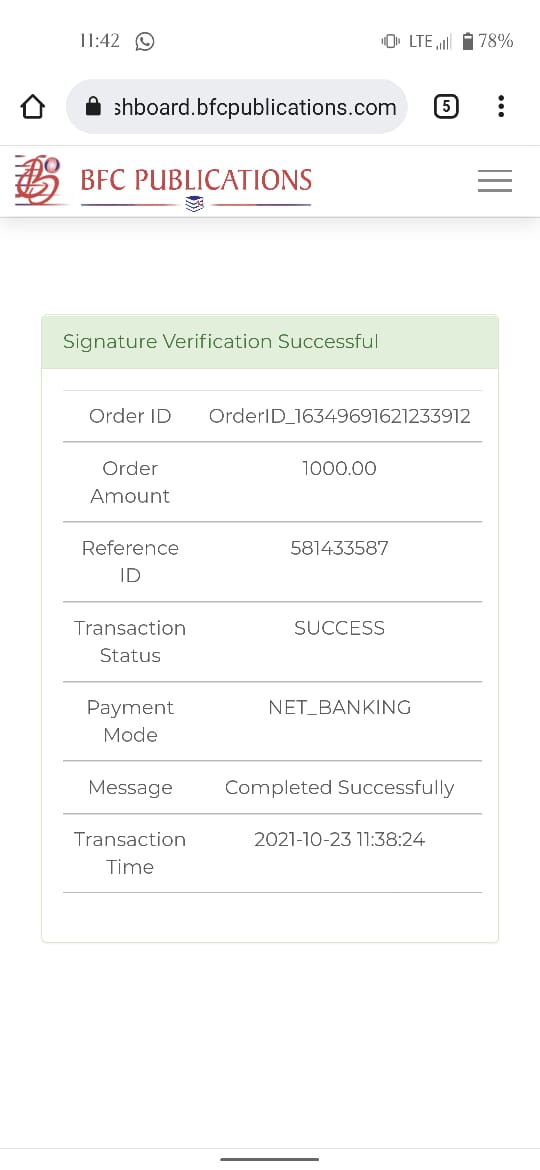 11:42 LTE 78%
shboard.bfcpublications.com 5
BFC PUBLICATIONS
Signature Verification Successful
Order ID OrderID_16349691621233912
Order Amount 1000.00
Reference ID 581433587
Transaction Status SUCCESS
Payment Mode NET_BANKING
Message Completed Successfully
Transaction Time 2021-10-23 11:38:24